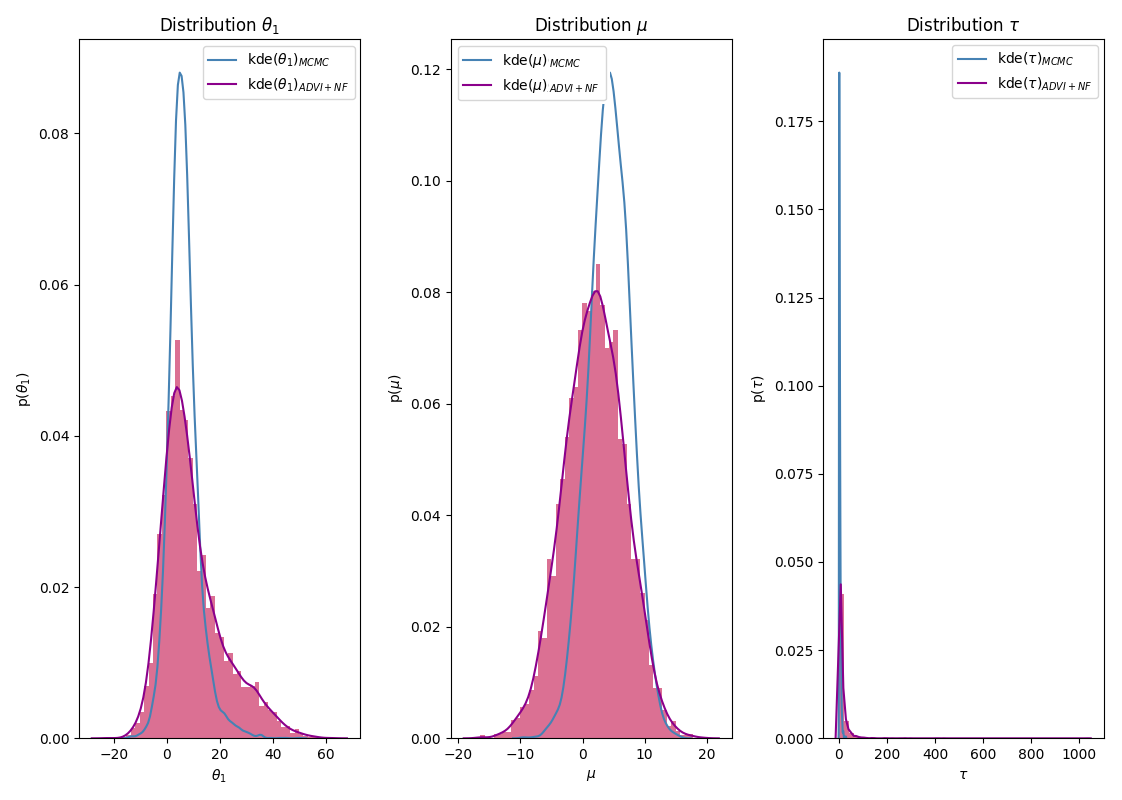 Distribution θ₁
kde(θ₁)MCMC
kde(θ₁)ADVI+NF
p(θ₁)
0.08
0.06
0.04
0.02
0.00
−20 0 20 40 60
θ₁
Distribution μ
kde(μ) MCMC
kde(μ) ADVI+NF
p(μ)
0.12
0.10
0.08
0.06
0.04
0.02
0.00
−20 −10 0 10 20
μ
Distribution τ
kde(τ)MCMC
kde(τ)ADVI+NF
p(τ)
0.175
0.150
0.125
0.100
0.075
0.050
0.025
0.000
0 200 400 600 800 1000
τ